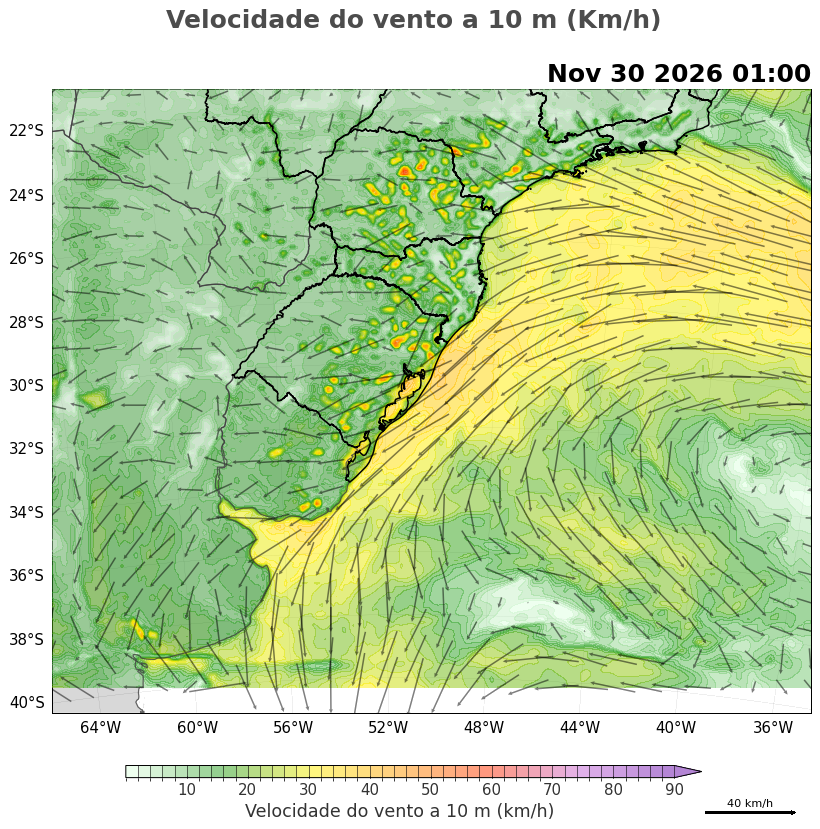 Velocidade do vento a 10 m (Km/h)
Nov 30 2026 01:00
22°S
24°S
26°S
28°S
30°S
32°S
34°S
36°S
38°S
40°S
64°W 60°W 56°W 52°W 48°W 44°W 40°W 36°W
10 20 30 40 50 60 70 80 90
Velocidade do vento a 10 m (km/h)
40 km/h